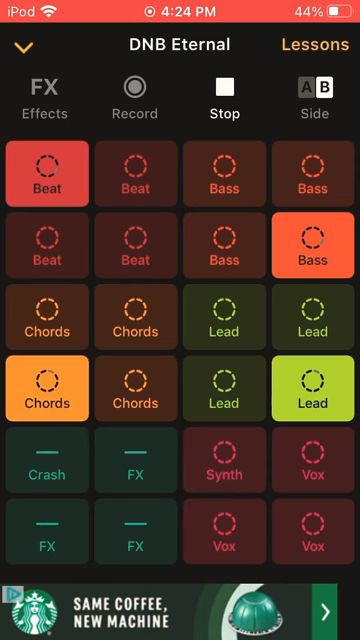 iPod 4:24 PM 44%
DNB Eternal Lessons
FX A B
Effects Record Stop Side
Beat Beat Bass Bass
Beat Beat Bass Bass
Chords Chords Lead Lead
Chords Chords Lead Lead
Crash FX Synth Vox
FX FX Vox Vox
SAME COFFEE,
NEW MACHINE